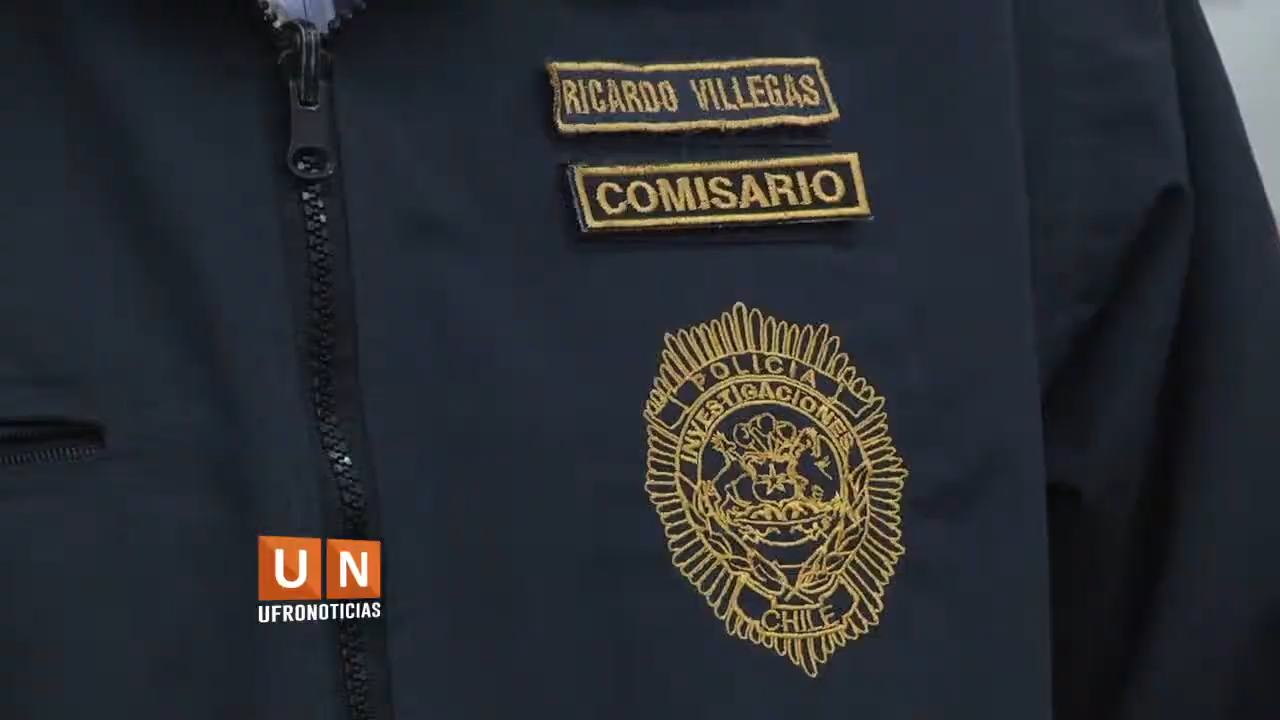 RICARDO VILLEGAS
COMISARIO
POLICIA
INVESTIGACIONES
CHILE
UN
UFRONOTICIAS